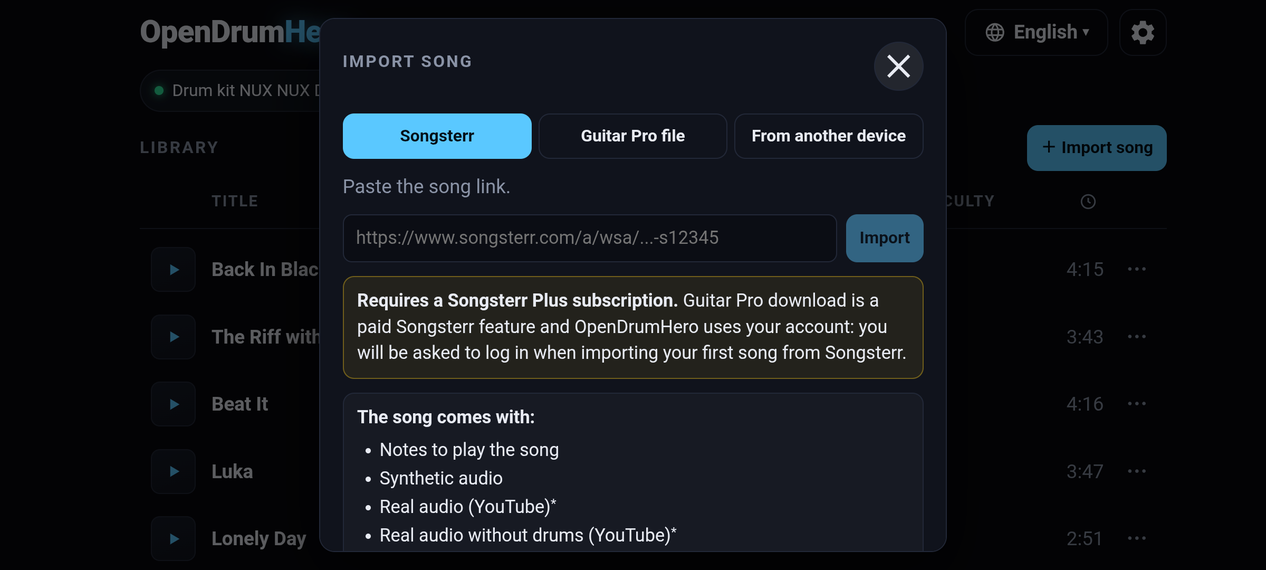 OpenDrumHe
English ▾
IMPORT SONG
Drum kit NUX NUX
Songsterr
Guitar Pro file
From another device
LIBRARY
+ Import song
Paste the song link.
TITLE
CULTY
https://www.songsterr.com/a/wsa/...-s12345
Import
Back In Blac
4:15
Requires a Songsterr Plus subscription. Guitar Pro download is a
paid Songsterr feature and OpenDrumHero uses your account: you
will be asked to log in when importing your first song from Songsterr.
The Riff with
3:43
Beat It
4:16
The song comes with:
• Notes to play the song
Luka
3:47
• Synthetic audio
• Real audio (YouTube)*
• Real audio without drums (YouTube)*
Lonely Day
2:51